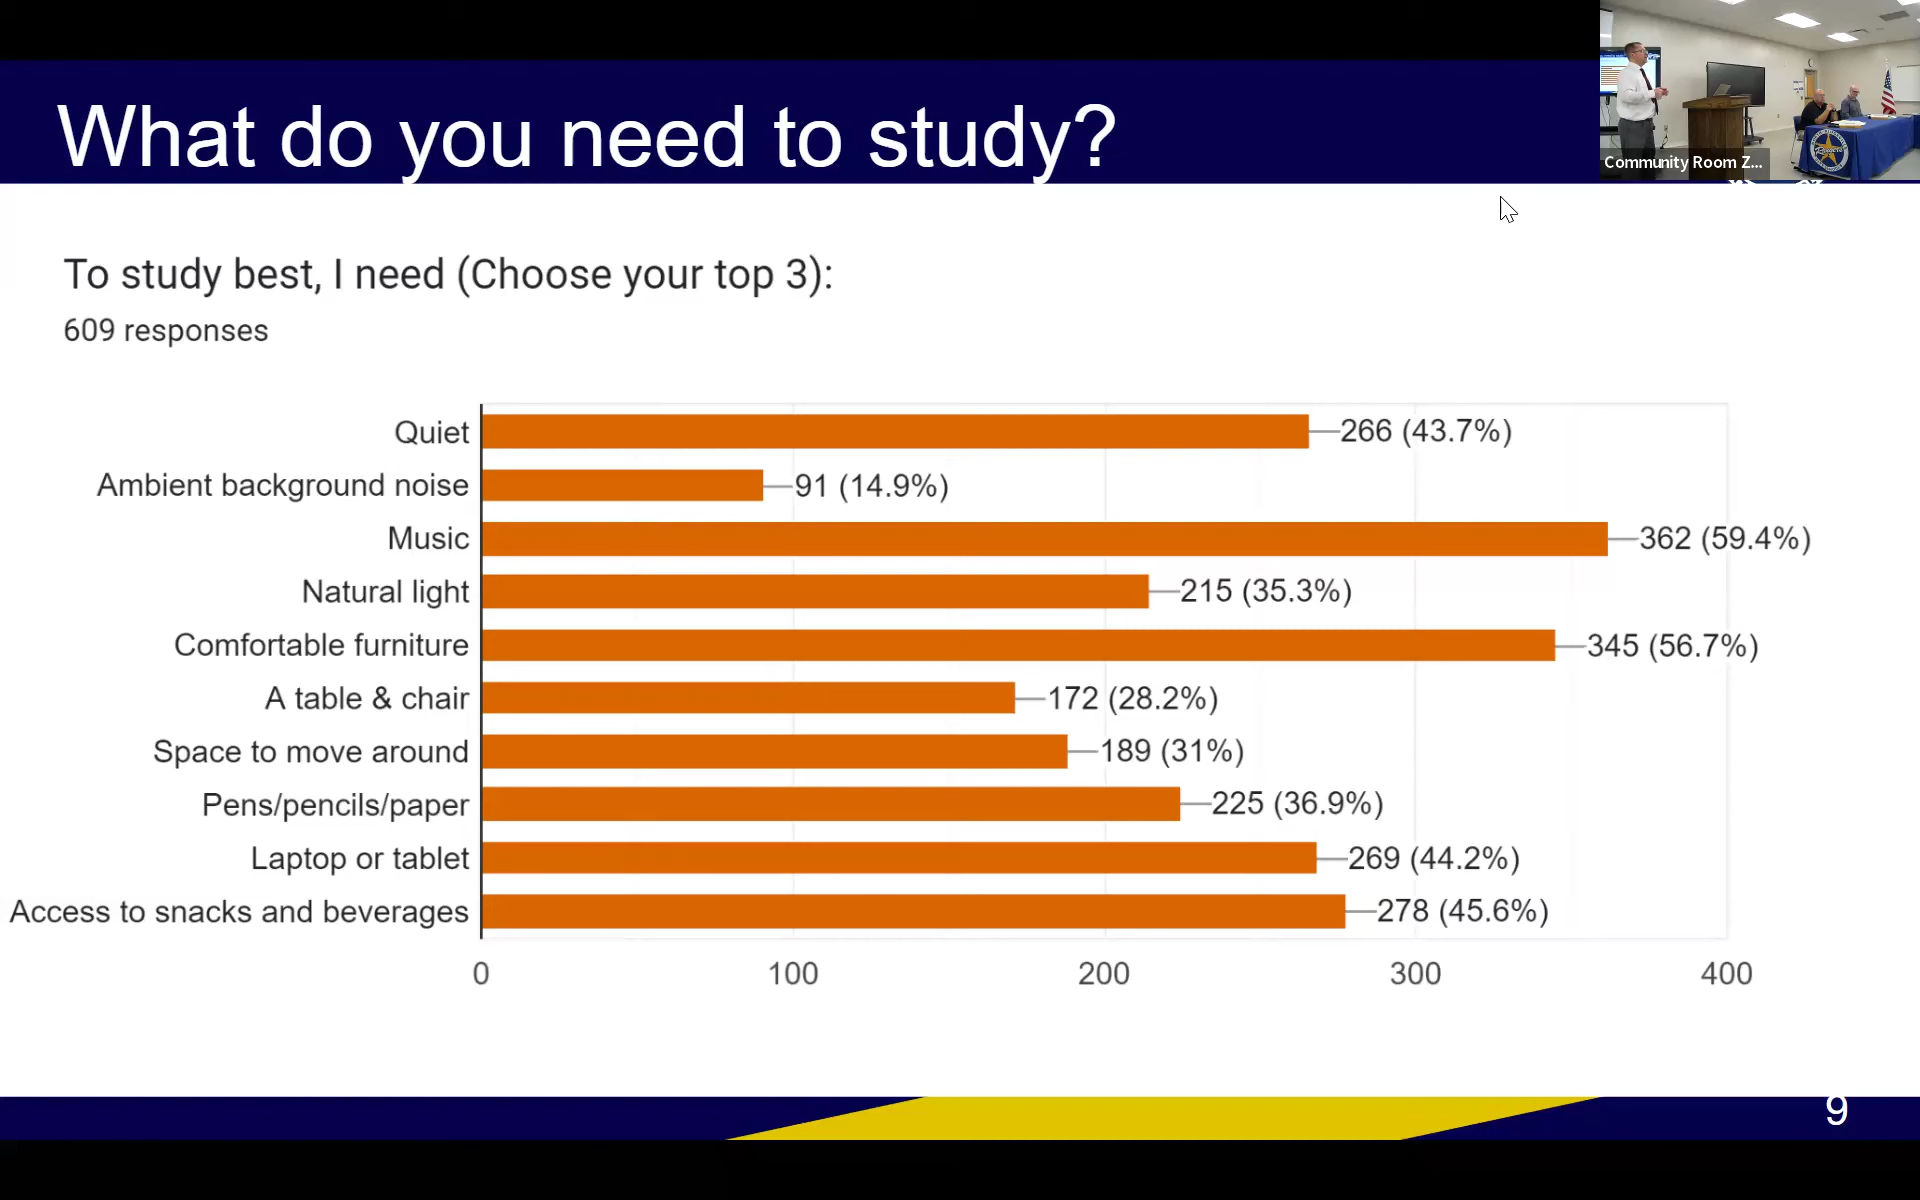 What do you need to study?
Community Room Z...
To study best, I need (Choose your top 3):
609 responses
Quiet 266 (43.7%)
Ambient background noise 91 (14.9%)
Music 362 (59.4%)
Natural light 215 (35.3%)
Comfortable furniture 345 (56.7%)
A table & chair 172 (28.2%)
Space to move around 189 (31%)
Pens/pencils/paper 225 (36.9%)
Laptop or tablet 269 (44.2%)
Access to snacks and beverages 278 (45.6%)
0 100 200 300 400
9